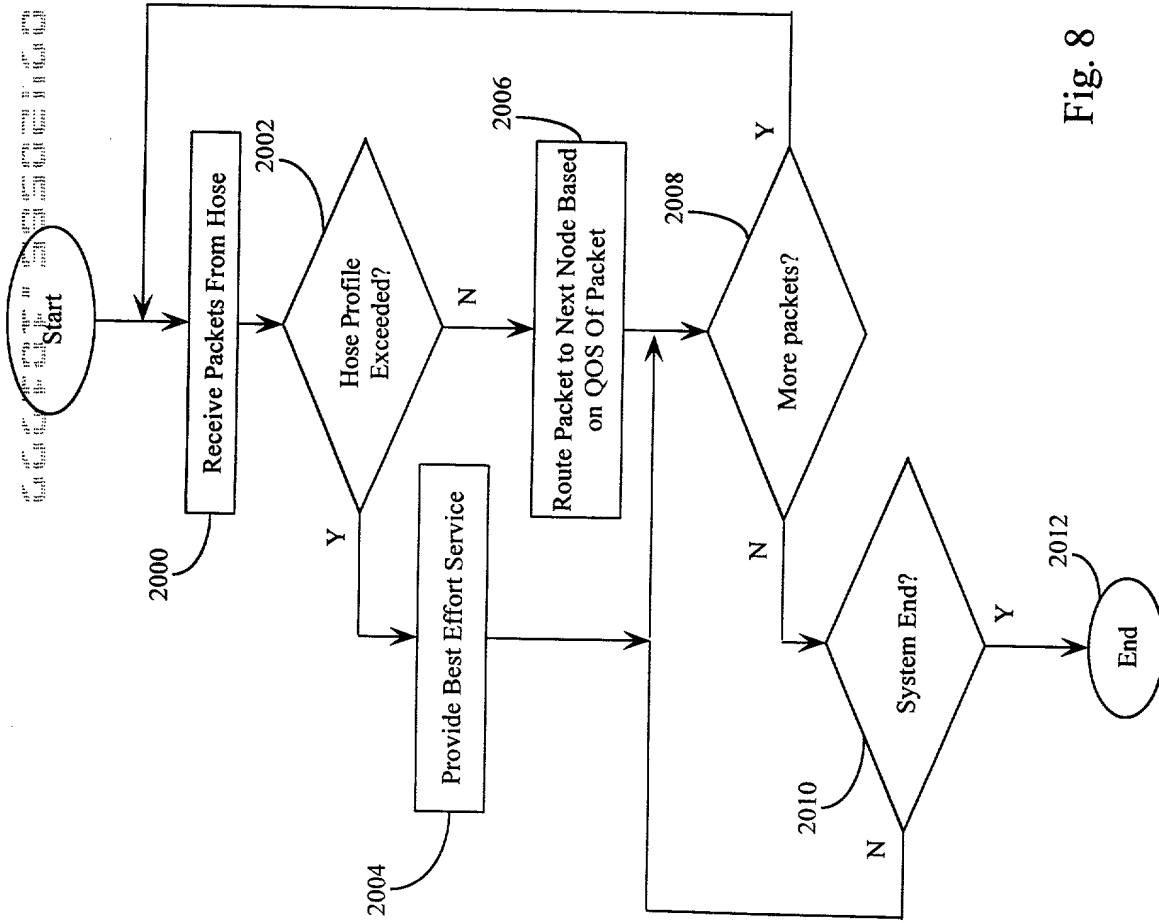 Start
2000
Receive Packets From Hose
2002
Hose Profile
Exceeded?
Y
N
2004
Provide Best Effort Service
2006
Route Packet to Next Node Based
on QOS Of Packet
2008
More packets?
Y
N
2010
System End?
N
Y
2012
End
Fig. 8